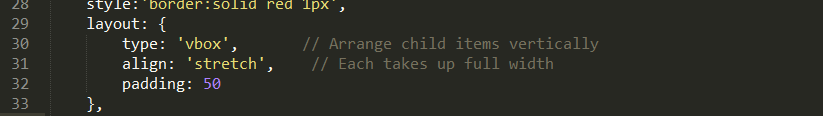 28 style:'border:solid red 1px',
29 layout: {
30 type: 'vbox', // Arrange child items vertically
31 align: 'stretch', // Each takes up full width
32 padding: 50
33 },